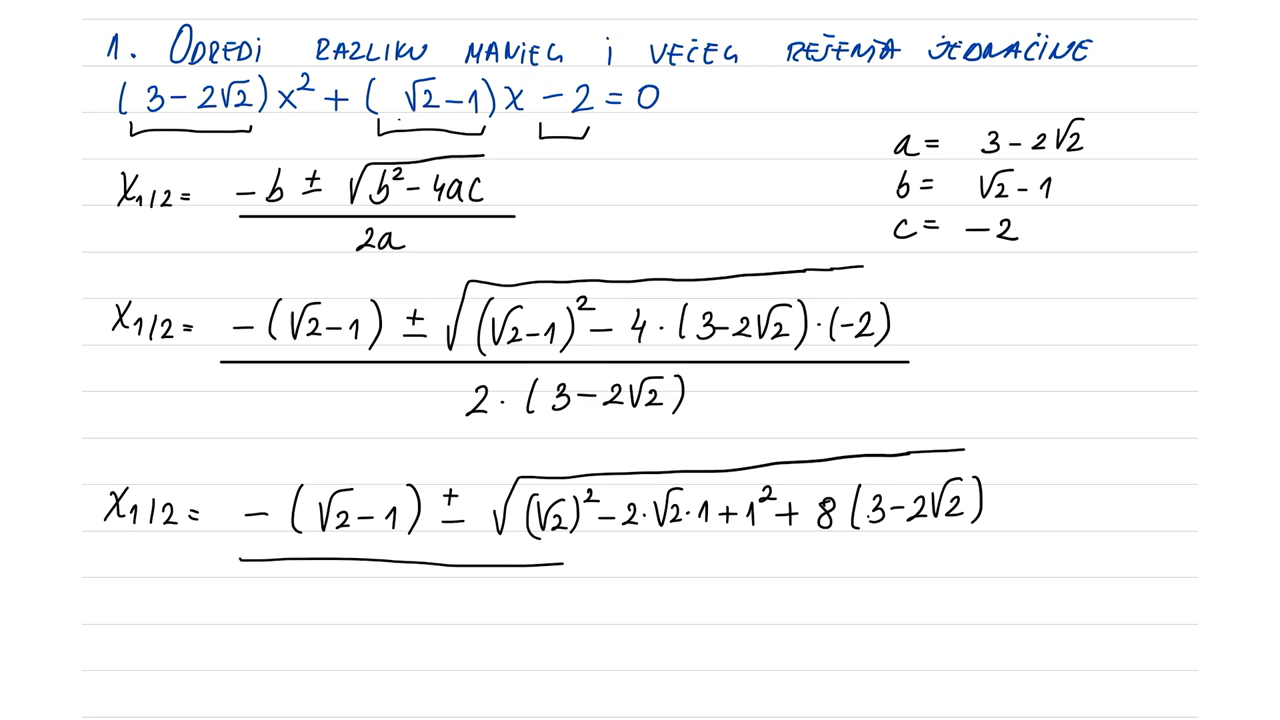 1. ODREDI RAZLIKU MANJEG I VEĆEG REŠENJA JEDNAČINE
(3-2√2)x²+(√2-1)x-2=0
a= 3-2√2
x₁/₂= (-b ± √(b²-4ac))/(2a)
b= √2-1
c= -2
x₁/₂= (-(√2-1) ± √((√2-1)²-4·(3-2√2)·(-2)))/(2·(3-2√2))
x₁/₂= -(√2-1) ± √((√2)²-2·√2·1+1²+8(3-2√2))